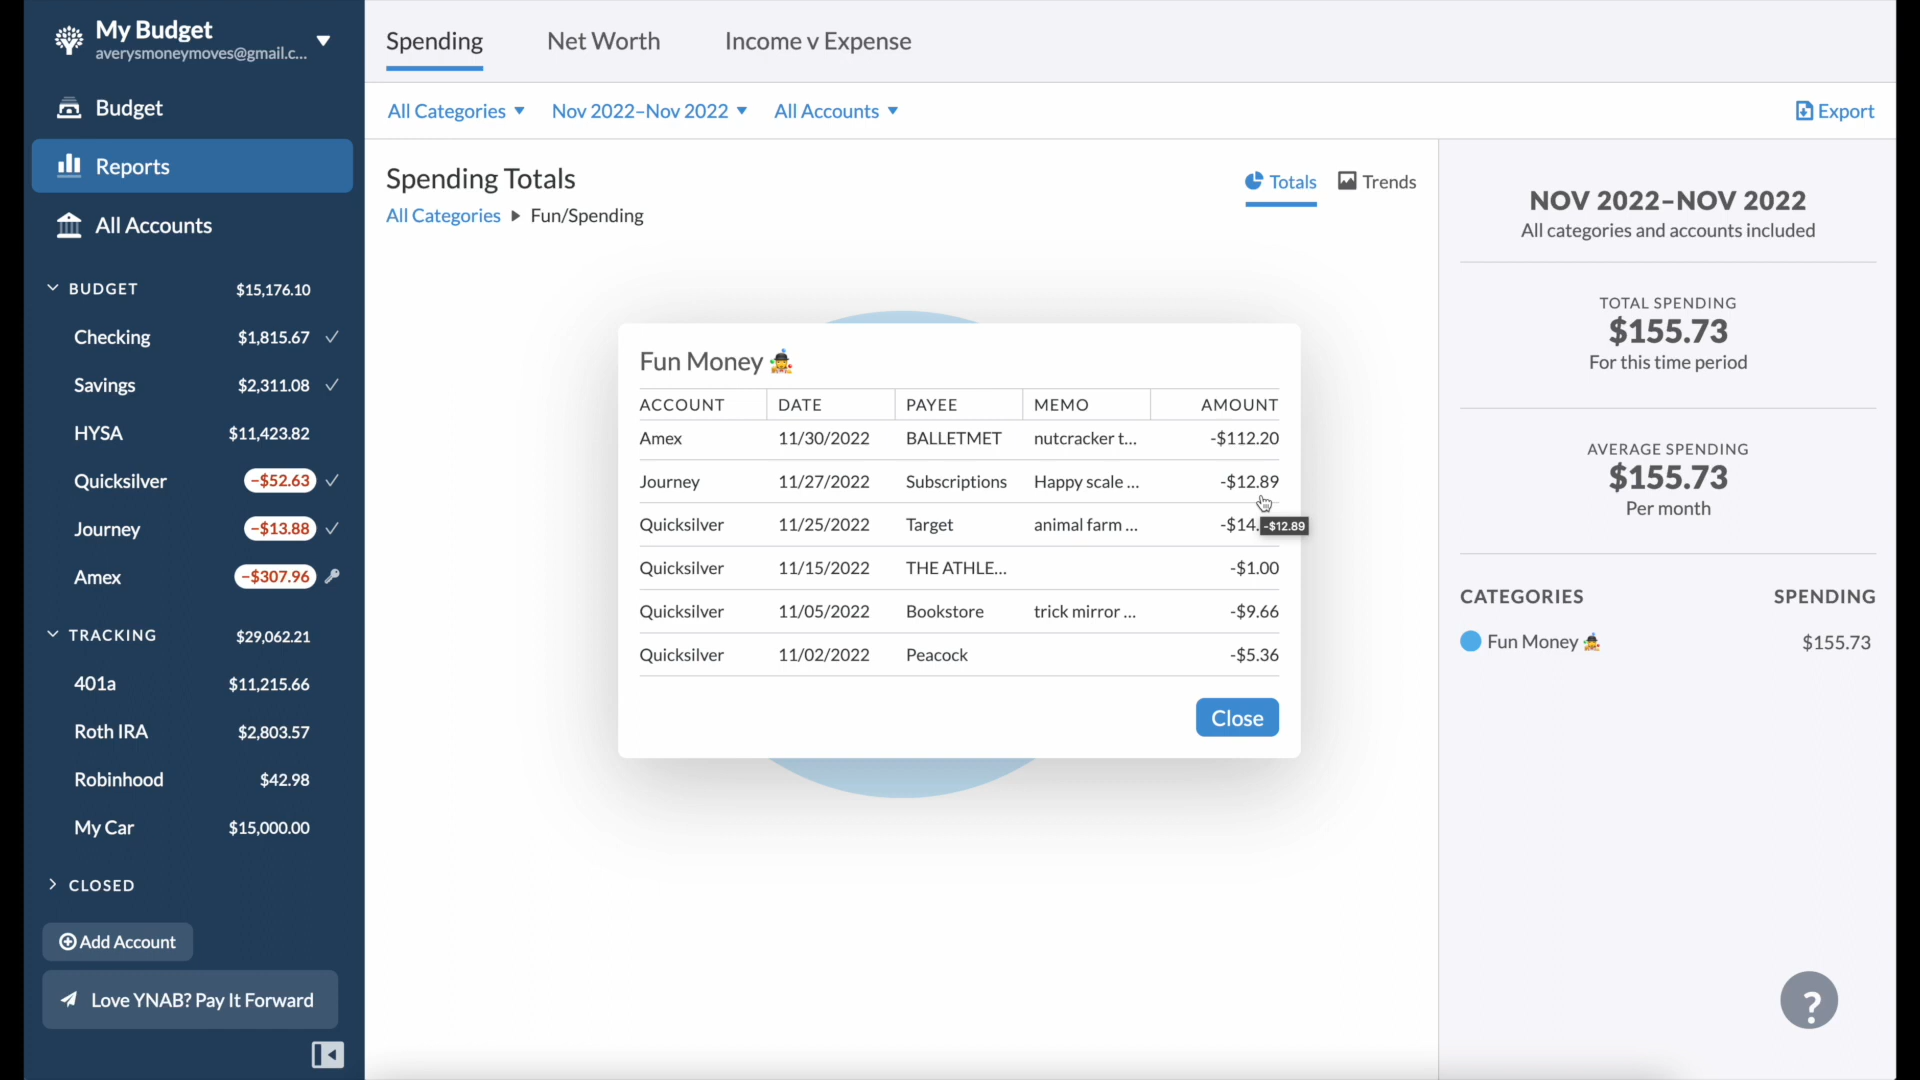 My Budget
averysmoneymoves@gmail.c...
Budget
Reports
All Accounts
BUDGET $15,176.10
Checking $1,815.67
Savings $2,311.08
HYSA $11,423.82
Quicksilver −$52.63
Journey −$13.88
Amex −$307.96
TRACKING $29,062.21
401a $11,215.66
Roth IRA $2,803.57
Robinhood $42.98
My Car $15,000.00
CLOSED
Add Account
Love YNAB? Pay It Forward
Spending Net Worth Income v Expense
All Categories Nov 2022–Nov 2022 All Accounts Export
Spending Totals
Totals Trends
All Categories Fun/Spending
Fun Money
ACCOUNT DATE PAYEE MEMO AMOUNT
Amex 11/30/2022 BALLETMET nutcracker t... -$112.20
Journey 11/27/2022 Subscriptions Happy scale ... -$12.89
Quicksilver 11/25/2022 Target animal farm ... -$14.
-$12.89
Quicksilver 11/15/2022 THE ATHLE... -$1.00
Quicksilver 11/05/2022 Bookstore trick mirror ... -$9.66
Quicksilver 11/02/2022 Peacock -$5.36
Close
NOV 2022–NOV 2022
All categories and accounts included
TOTAL SPENDING
$155.73
For this time period
AVERAGE SPENDING
$155.73
Per month
CATEGORIES SPENDING
Fun Money $155.73
?